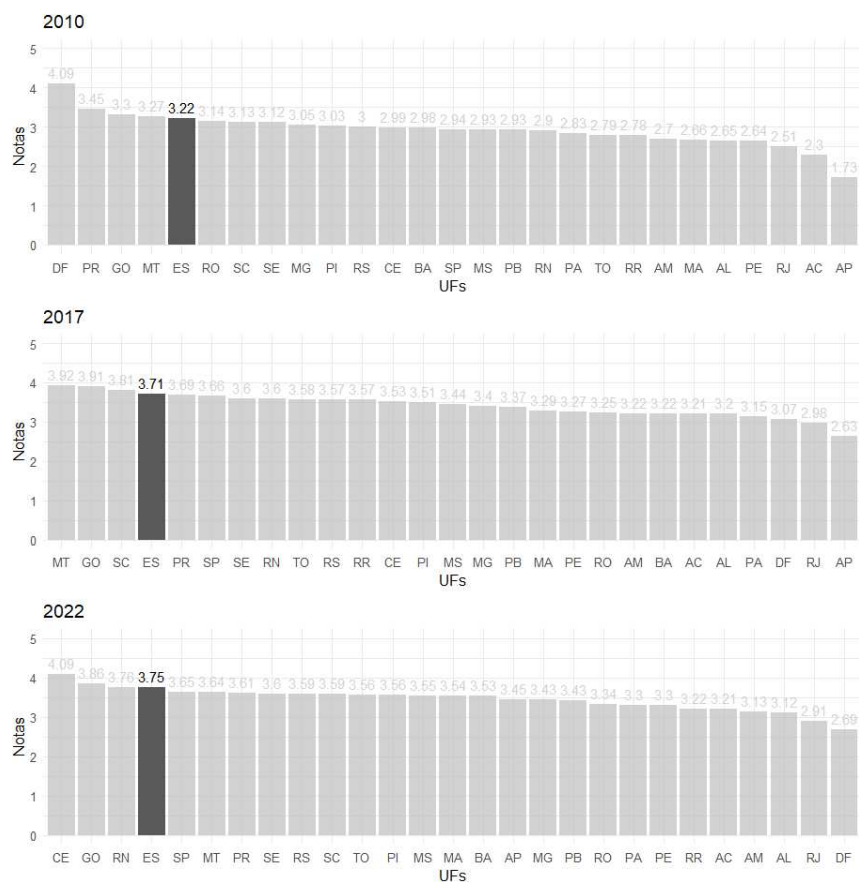 2010
5
4.09
4
3.45 3.3 3.27 3.22 3.14 3.13 3.12 3.05 3.03 3 2.99 2.98 2.94 2.93 2.93 2.9 2.83 2.79 2.78 2.7 2.66 2.65 2.64 2.51 2.3 1.73
3
2
1
0
Notas
DF PR GO MT ES RO SC SE MG PI RS CE BA SP MS PB RN PA TO RR AM MA AL PE RJ AC AP
UFs
2017
5
4
3.92 3.91 3.81 3.71 3.69 3.66 3.6 3.6 3.58 3.57 3.57 3.53 3.51 3.44 3.4 3.37 3.29 3.27 3.25 3.22 3.22 3.21 3.2 3.15 3.07 2.98 2.63
3
2
1
0
Notas
MT GO SC ES PR SP SE RN TO RS RR CE PI MS MG PB MA PE RO AM BA AC AL PA DF RJ AP
UFs
2022
5
4.09 3.86 3.76 3.75 3.65 3.64 3.61 3.6 3.59 3.59 3.56 3.56 3.55 3.54 3.53 3.45 3.43 3.43 3.34 3.3 3.3 3.22 3.21 3.13 3.12 2.91 2.69
4
3
2
1
0
Notas
CE GO RN ES SP MT PR SE RS SC TO PI MS MA BA AP MG PB RO PA PE RR AC AM AL RJ DF
UFs